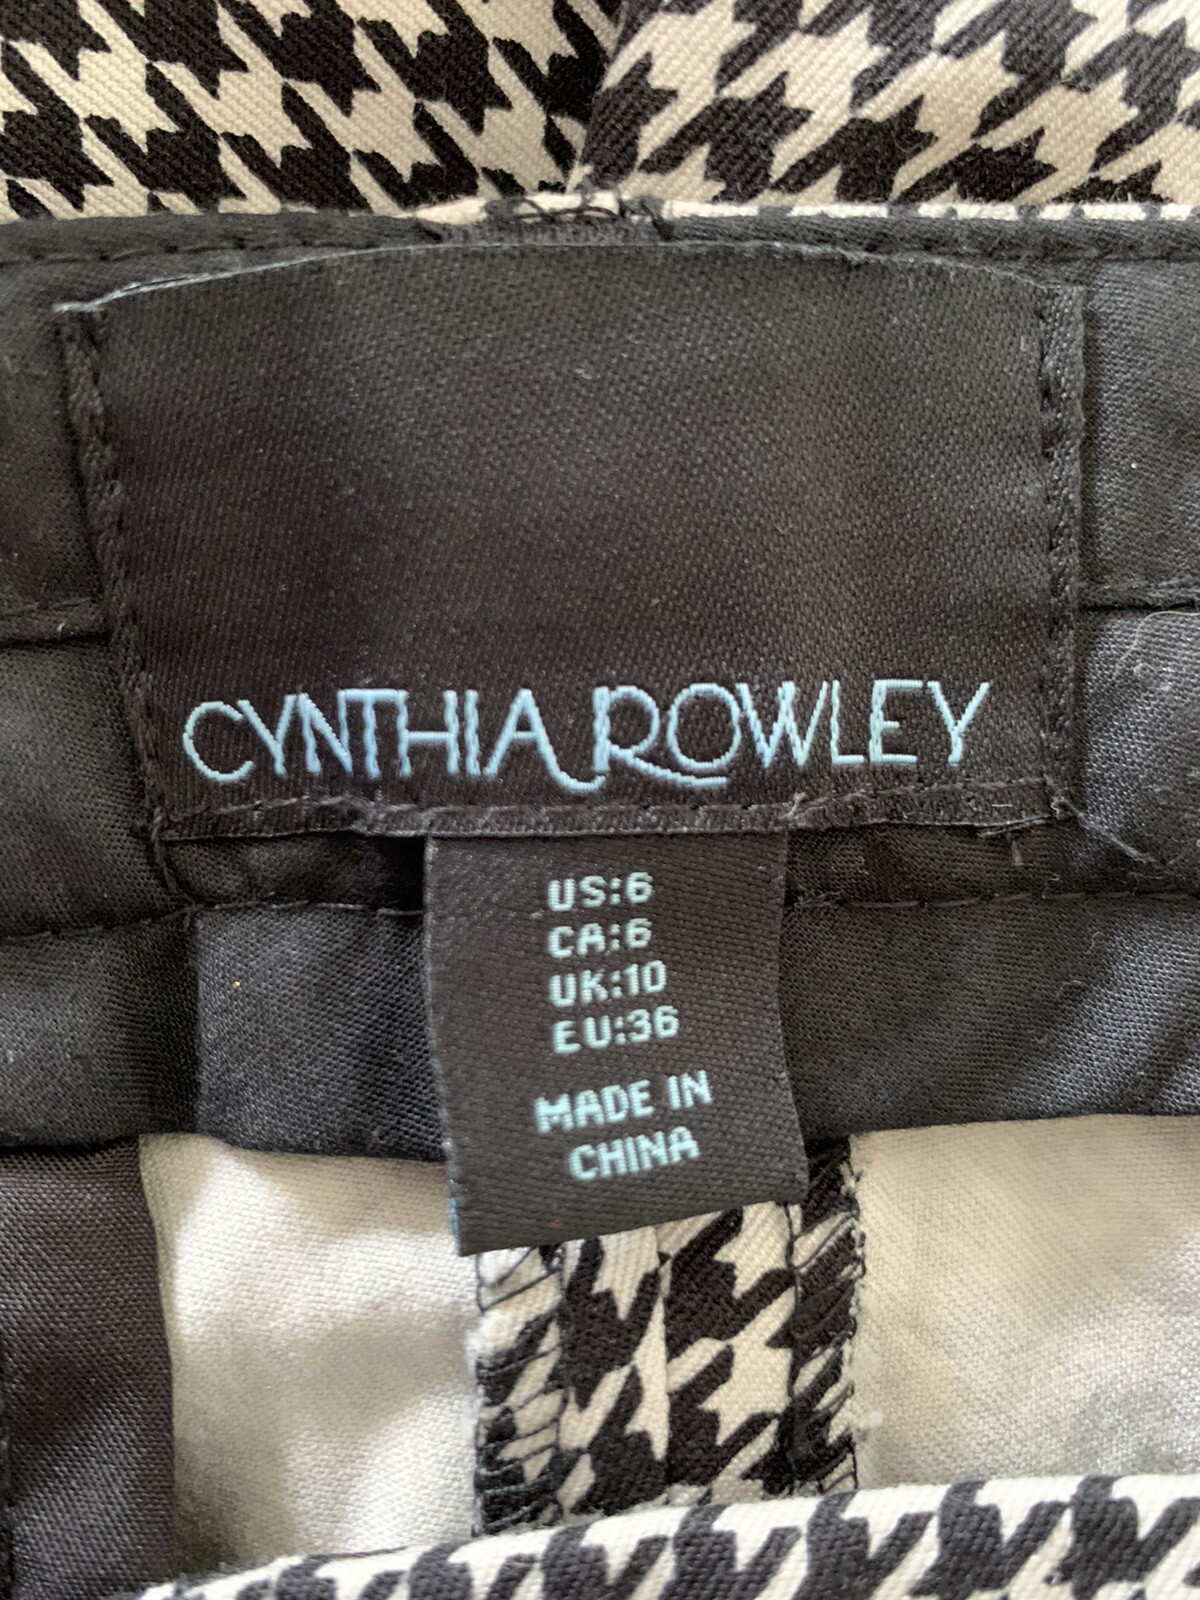 CYNTHIA ROWLEY
US:6
CA:6
UK:10
EU:36
MADE IN
CHINA